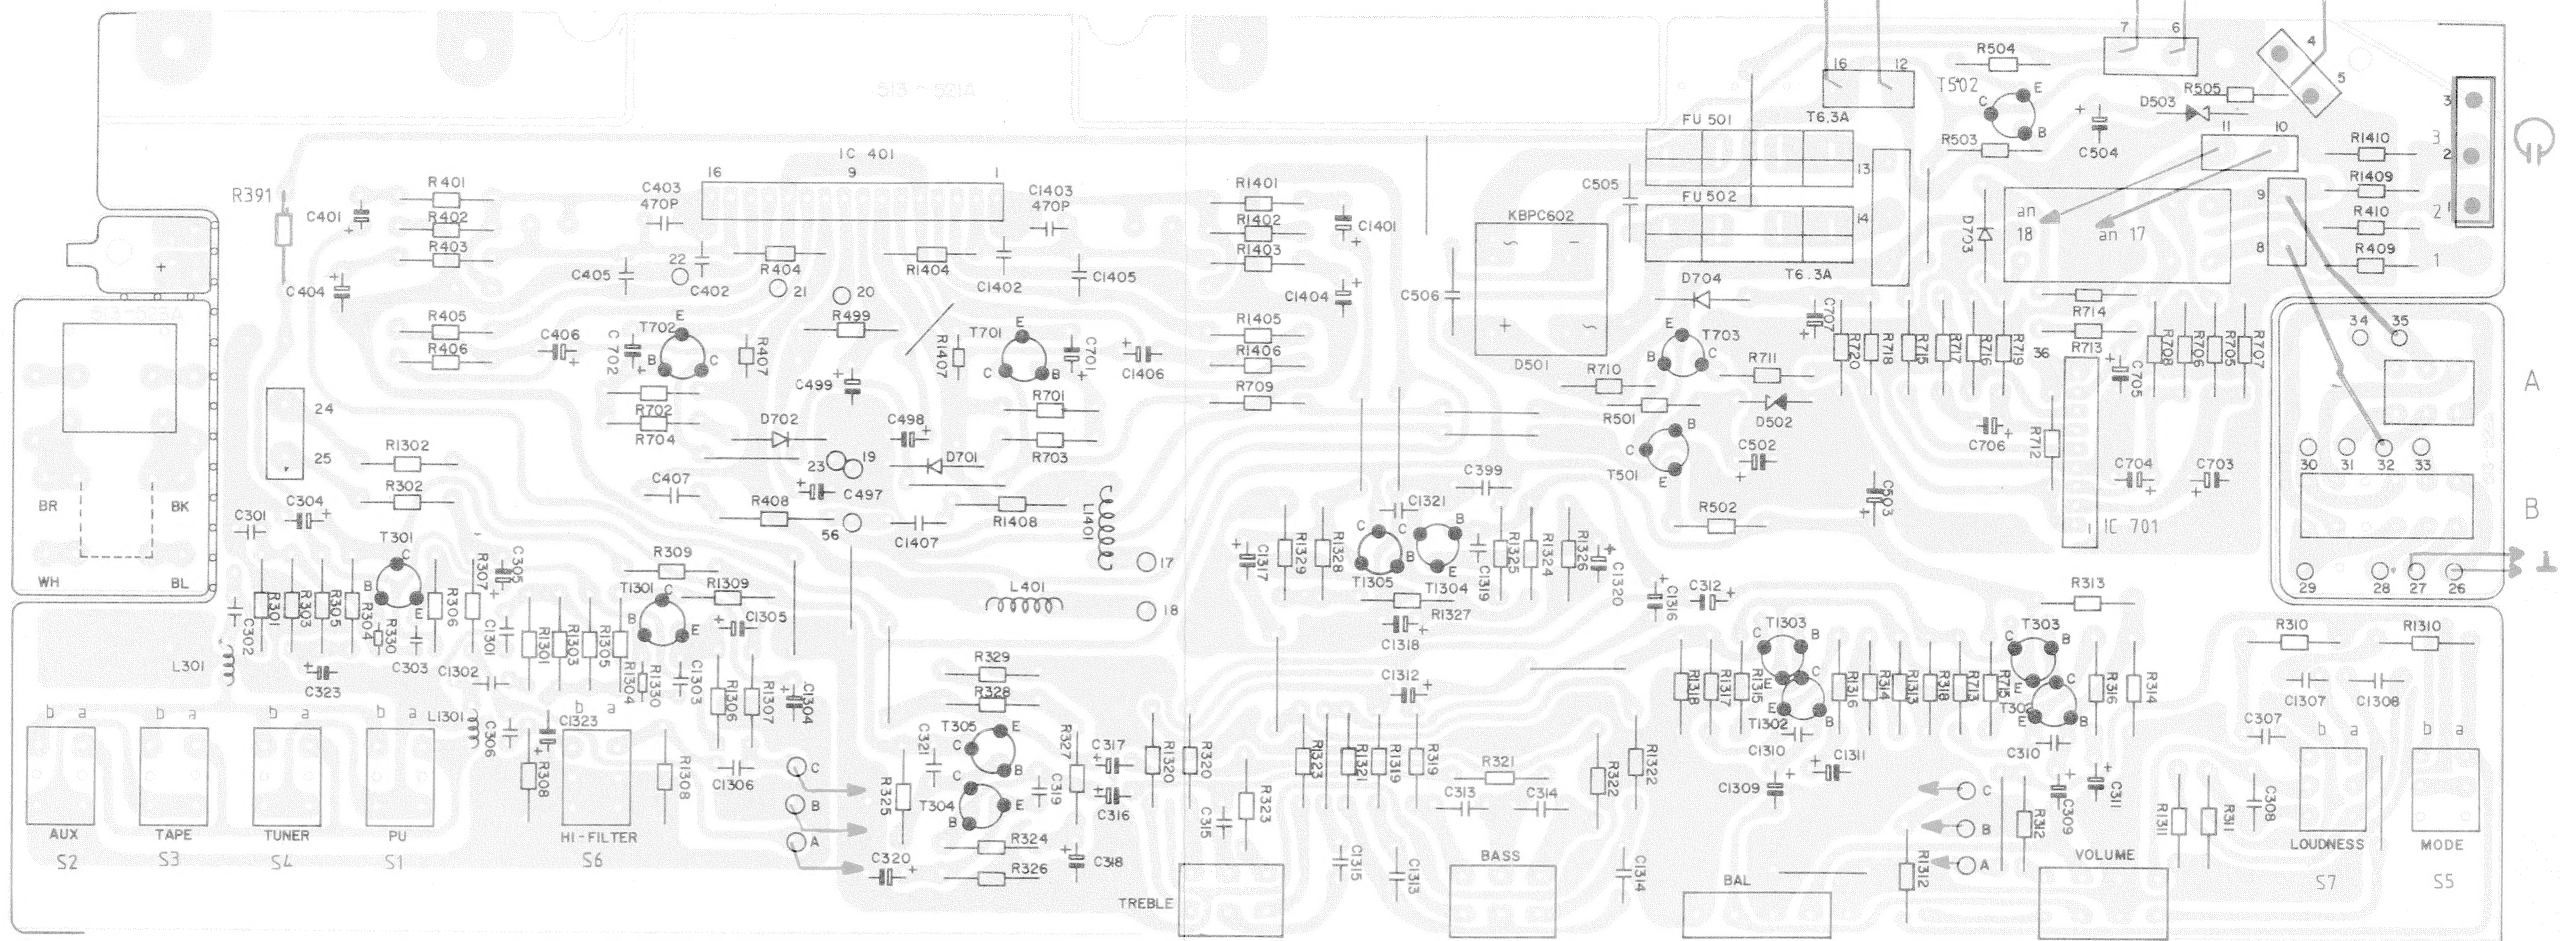 513-521A
7 6
4
5
16 12
R504
T502
E
C
B
R503
+
C504
D503
R505
11 10
3
2
1
3
2
1
R1410
R1409
R410
R409
FU 501
T6.3A
13
FU 502
14
T6.3A
C505
KBPC602
~ −
+ ~
D501
C506
D703
an 18
an 17
9
8
IC 401
16 9 1
R391
C401
+
R401
R402
R403
C403
470P
C1403
470P
C404
+
C405
22
C402
R404
21
20
R1404
C1402
C1405
R1401
R1402
R1403
C1401
+
C1404
+
D704
R714
R713
513-523A
+
R405
R406
C406
+
C702
+
T702
E
B
C
R407
R499
C499
+
R1407
T701
E
C
B
C701
+
C1406
+
R1405
R1406
R709
T703
E
B
C
R710
R711
R501
D502
C707
+
R720
R718
R715
R717
R716
R719
36
C705
+
R708
R706
R705
R707
34 35
A
24
25
R702
R704
D702
C498
+
R701
R703
23
19
D701
C497
+
R1302
R302
C407
R408
56
C1407
R1408
L1401
T501
B
C
E
C502
+
C706
+
R712
C704
+
C703
+
30 31 32 33
B
BR BK
WH BL
C301
C304
+
T301
C
B
E
C399
C1321
R502
C503
+
IC 701
R309
R1309
T1301
C
B
E
C1305
+
L401
17
18
C1317
+
R1329
R1328
T1305
C
B
T1304
C
B
E
C1319
R1325
R1324
R1326
C1320
+
R1327
C1318
+
C1316
+
C312
+
R313
29 28 27 26
⊥
C302
R301
R303
R305
R304
R330
C303
R306
R307
C305
+
C1301
R1301
R1303
R1305
R1304
R1330
C1303
R1306
R1307
C1304
+
L301
C323
+
C1302
R329
R328
C1312
+
T1303
C
B
E
T1302
C
E
B
T303
C
B
E
T302
C
E
B
R310
R1310
R1318
R1317
R1315
R1316
R314
R1313
R318
R713
R715
R316
R314
C1307
C1308
b a
b a
b a
b a
L1301
C306
C1323
+
b a
R308
R1308
C1306
C
B
A
R325
C321
T305
E
C
B
T304
C
E
B
C319
R327
C317
+
C316
+
R1320
R320
C315
R323
R1323
R1321
R1319
R319
R321
C313
C314
R322
R1322
C1310
C1309
+
C1311
+
C310
C309
+
C311
+
C
B
A
R312
R1312
R1311
R311
C308
C307
b a
b a
AUX TAPE TUNER PU
S2 S3 S4 S1
HI-FILTER
S6
C320
+
R324
R326
C318
+
TREBLE
C1315
C1313
BASS
C1314
BAL
VOLUME
LOUDNESS
S7
MODE
S5